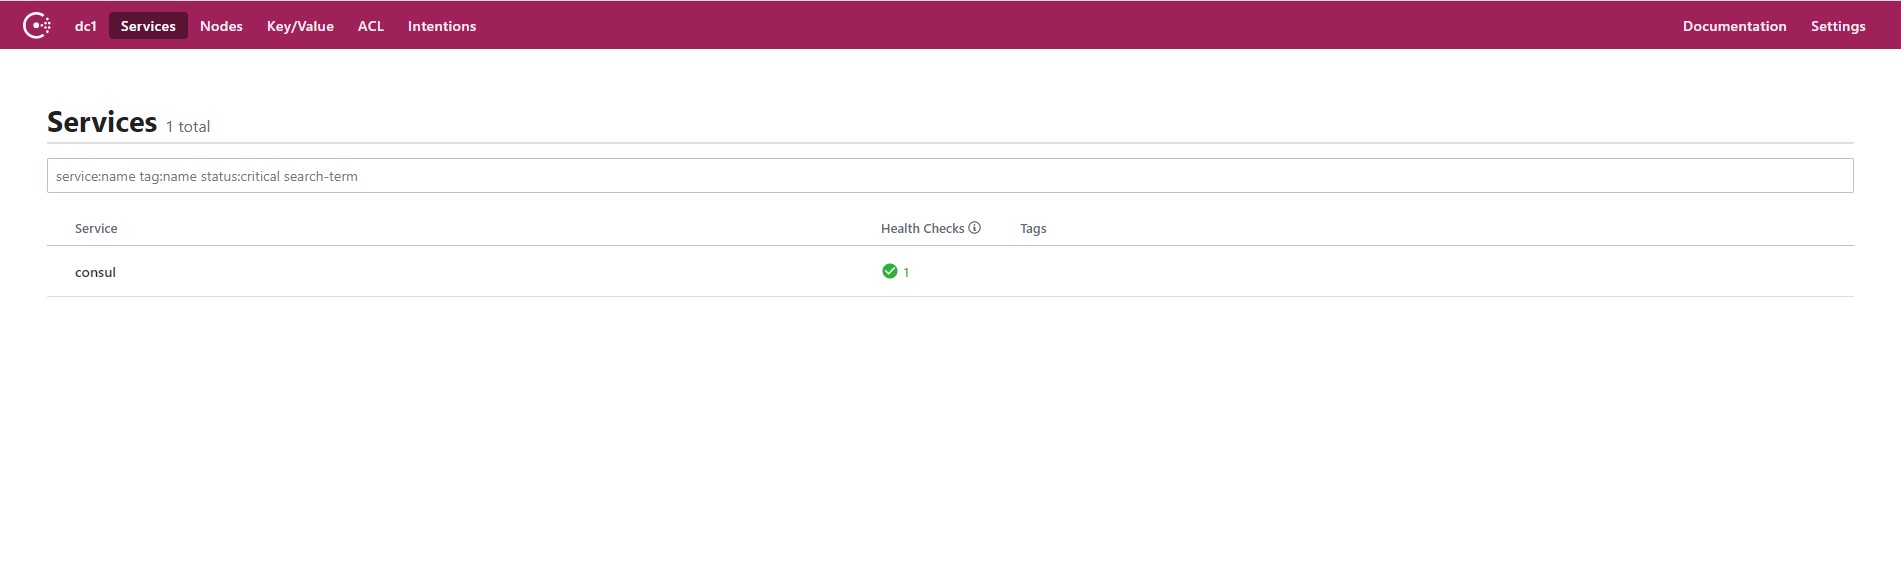 dc1 Services Nodes Key/Value ACL Intentions Documentation Settings
Services 1 total
service:name tag:name status:critical search-term
Service Health Checks Tags
consul 1